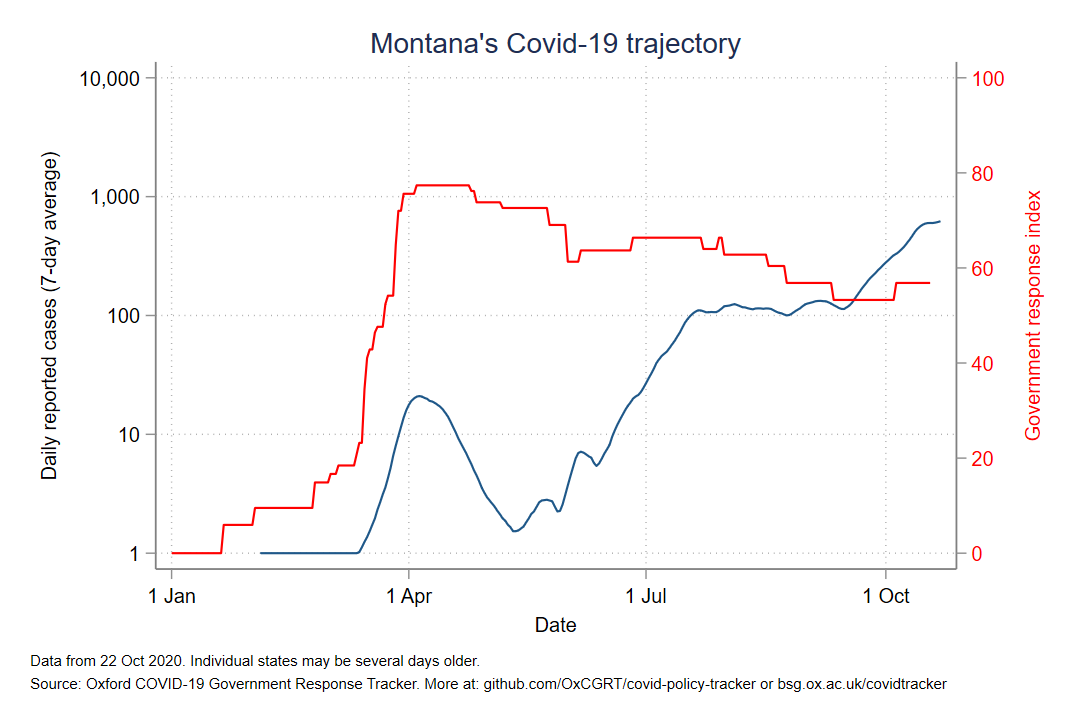 Montana's Covid-19 trajectory
10,000
1,000
100
10
1
Daily reported cases (7-day average)
100
80
60
40
20
0
Government response index
1 Jan
1 Apr
1 Jul
1 Oct
Date
Data from 22 Oct 2020. Individual states may be several days older.
Source: Oxford COVID-19 Government Response Tracker. More at: github.com/OxCGRT/covid-policy-tracker or bsg.ox.ac.uk/covidtracker